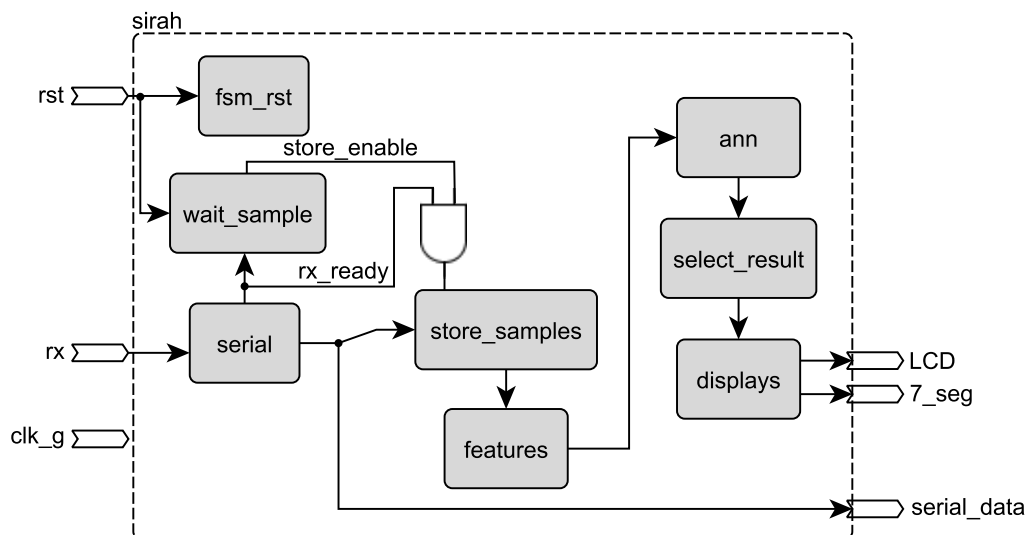 sirah
rst
fsm_rst
store_enable
ann
wait_sample
select_result
rx_ready
store_samples
serial
rx
LCD
displays
7_seg
clk_g
features
serial_data